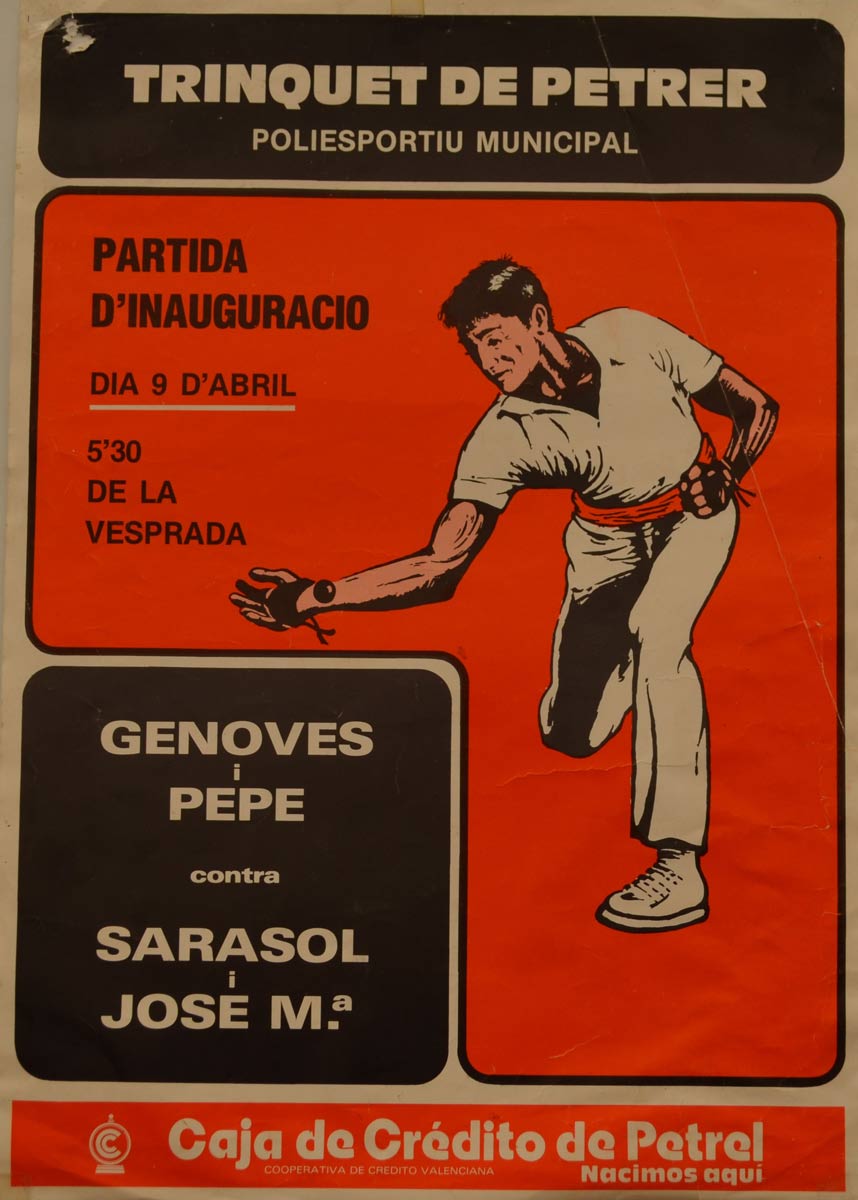 TRINQUET DE PETRER
POLIESPORTIU MUNICIPAL
PARTIDA
D'INAUGURACIO
DIA 9 D'ABRIL
5'30
DE LA
VESPRADA
GENOVES
i
PEPE
contra
SARASOL
i
JOSE M.ª
Caja de Crédito de Petrel
COOPERATIVA DE CREDITO VALENCIANA
Nacimos aquí